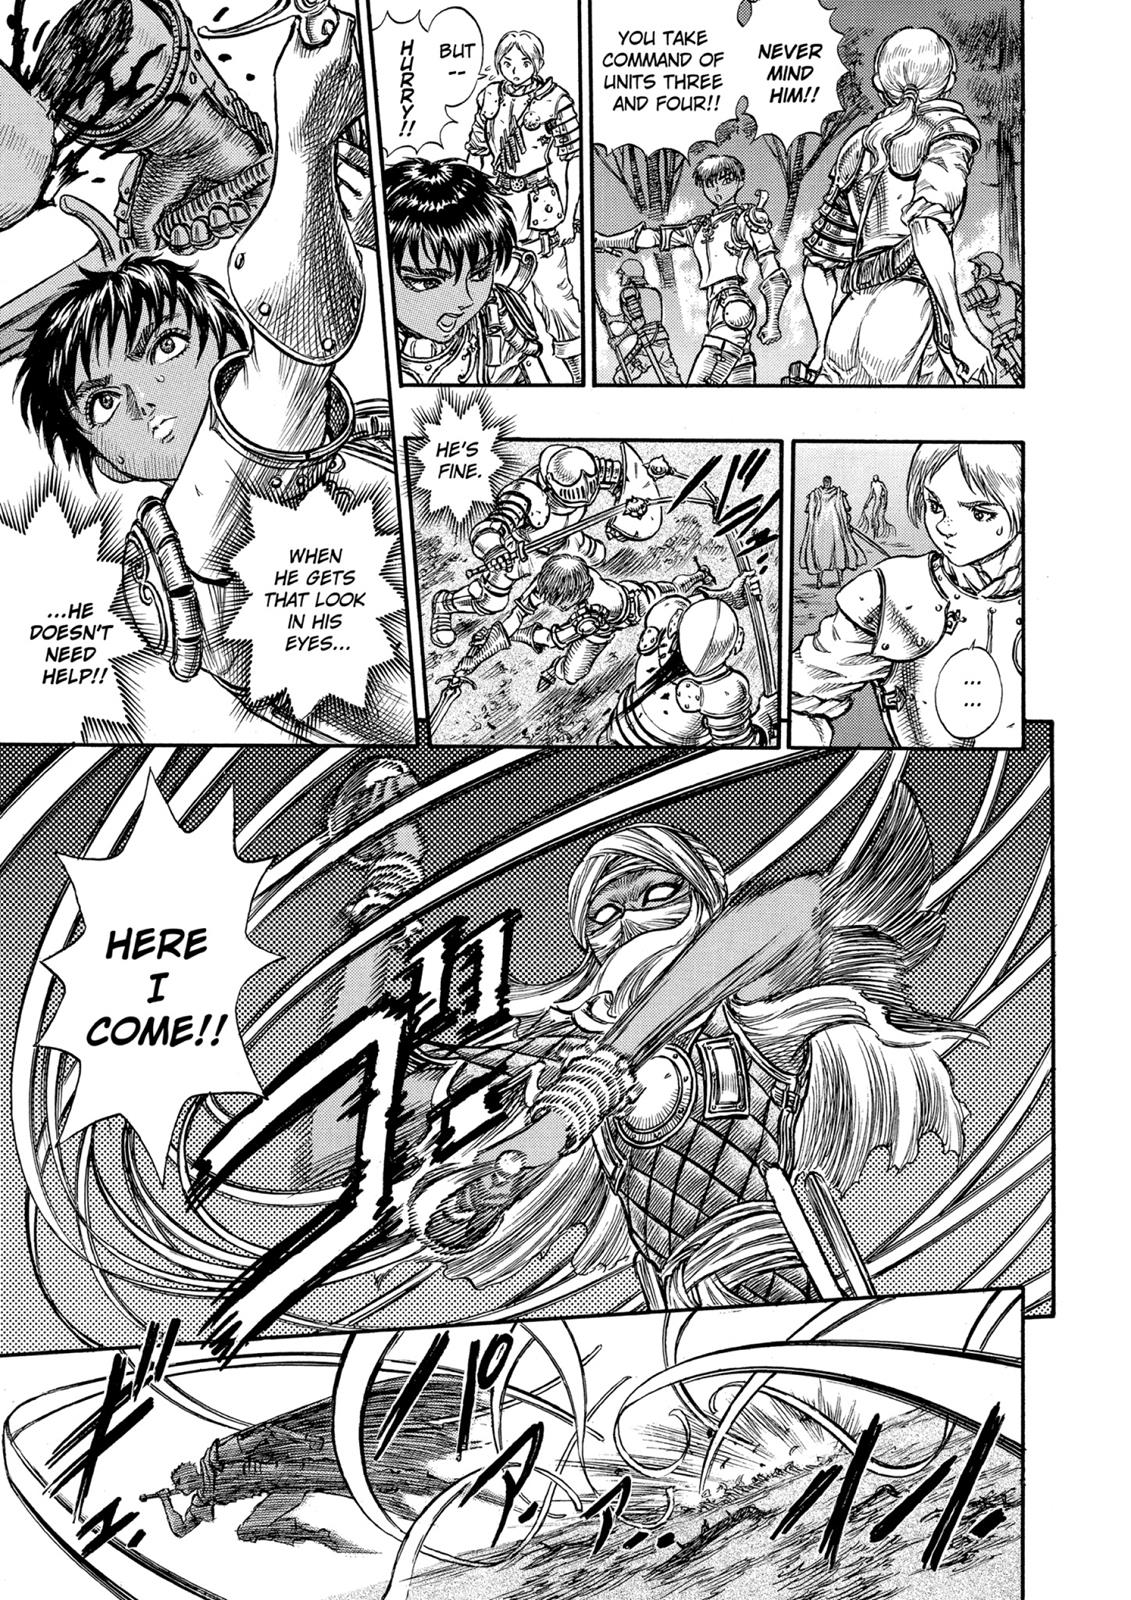 NEVER
MIND
HIM!!
YOU TAKE
COMMAND OF
UNITS THREE
AND FOUR!!
BUT
--
HURRY!!
...
...
HE'S
FINE.
WHEN
HE GETS
THAT LOOK
IN HIS
EYES...
...HE
DOESN'T
NEED
HELP!!
HERE
I
COME!!